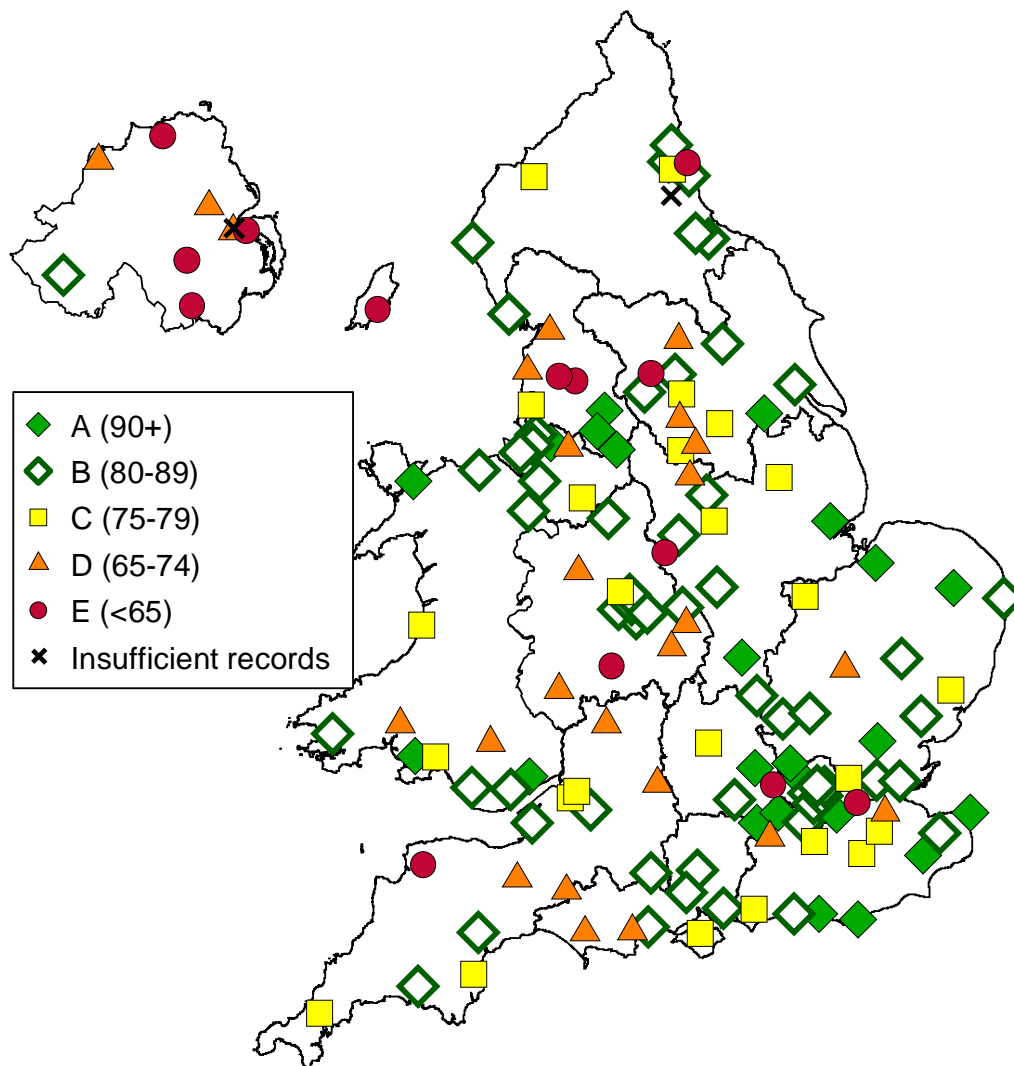 A (90+)
B (80-89)
C (75-79)
D (65-74)
E (<65)
Insufficient records